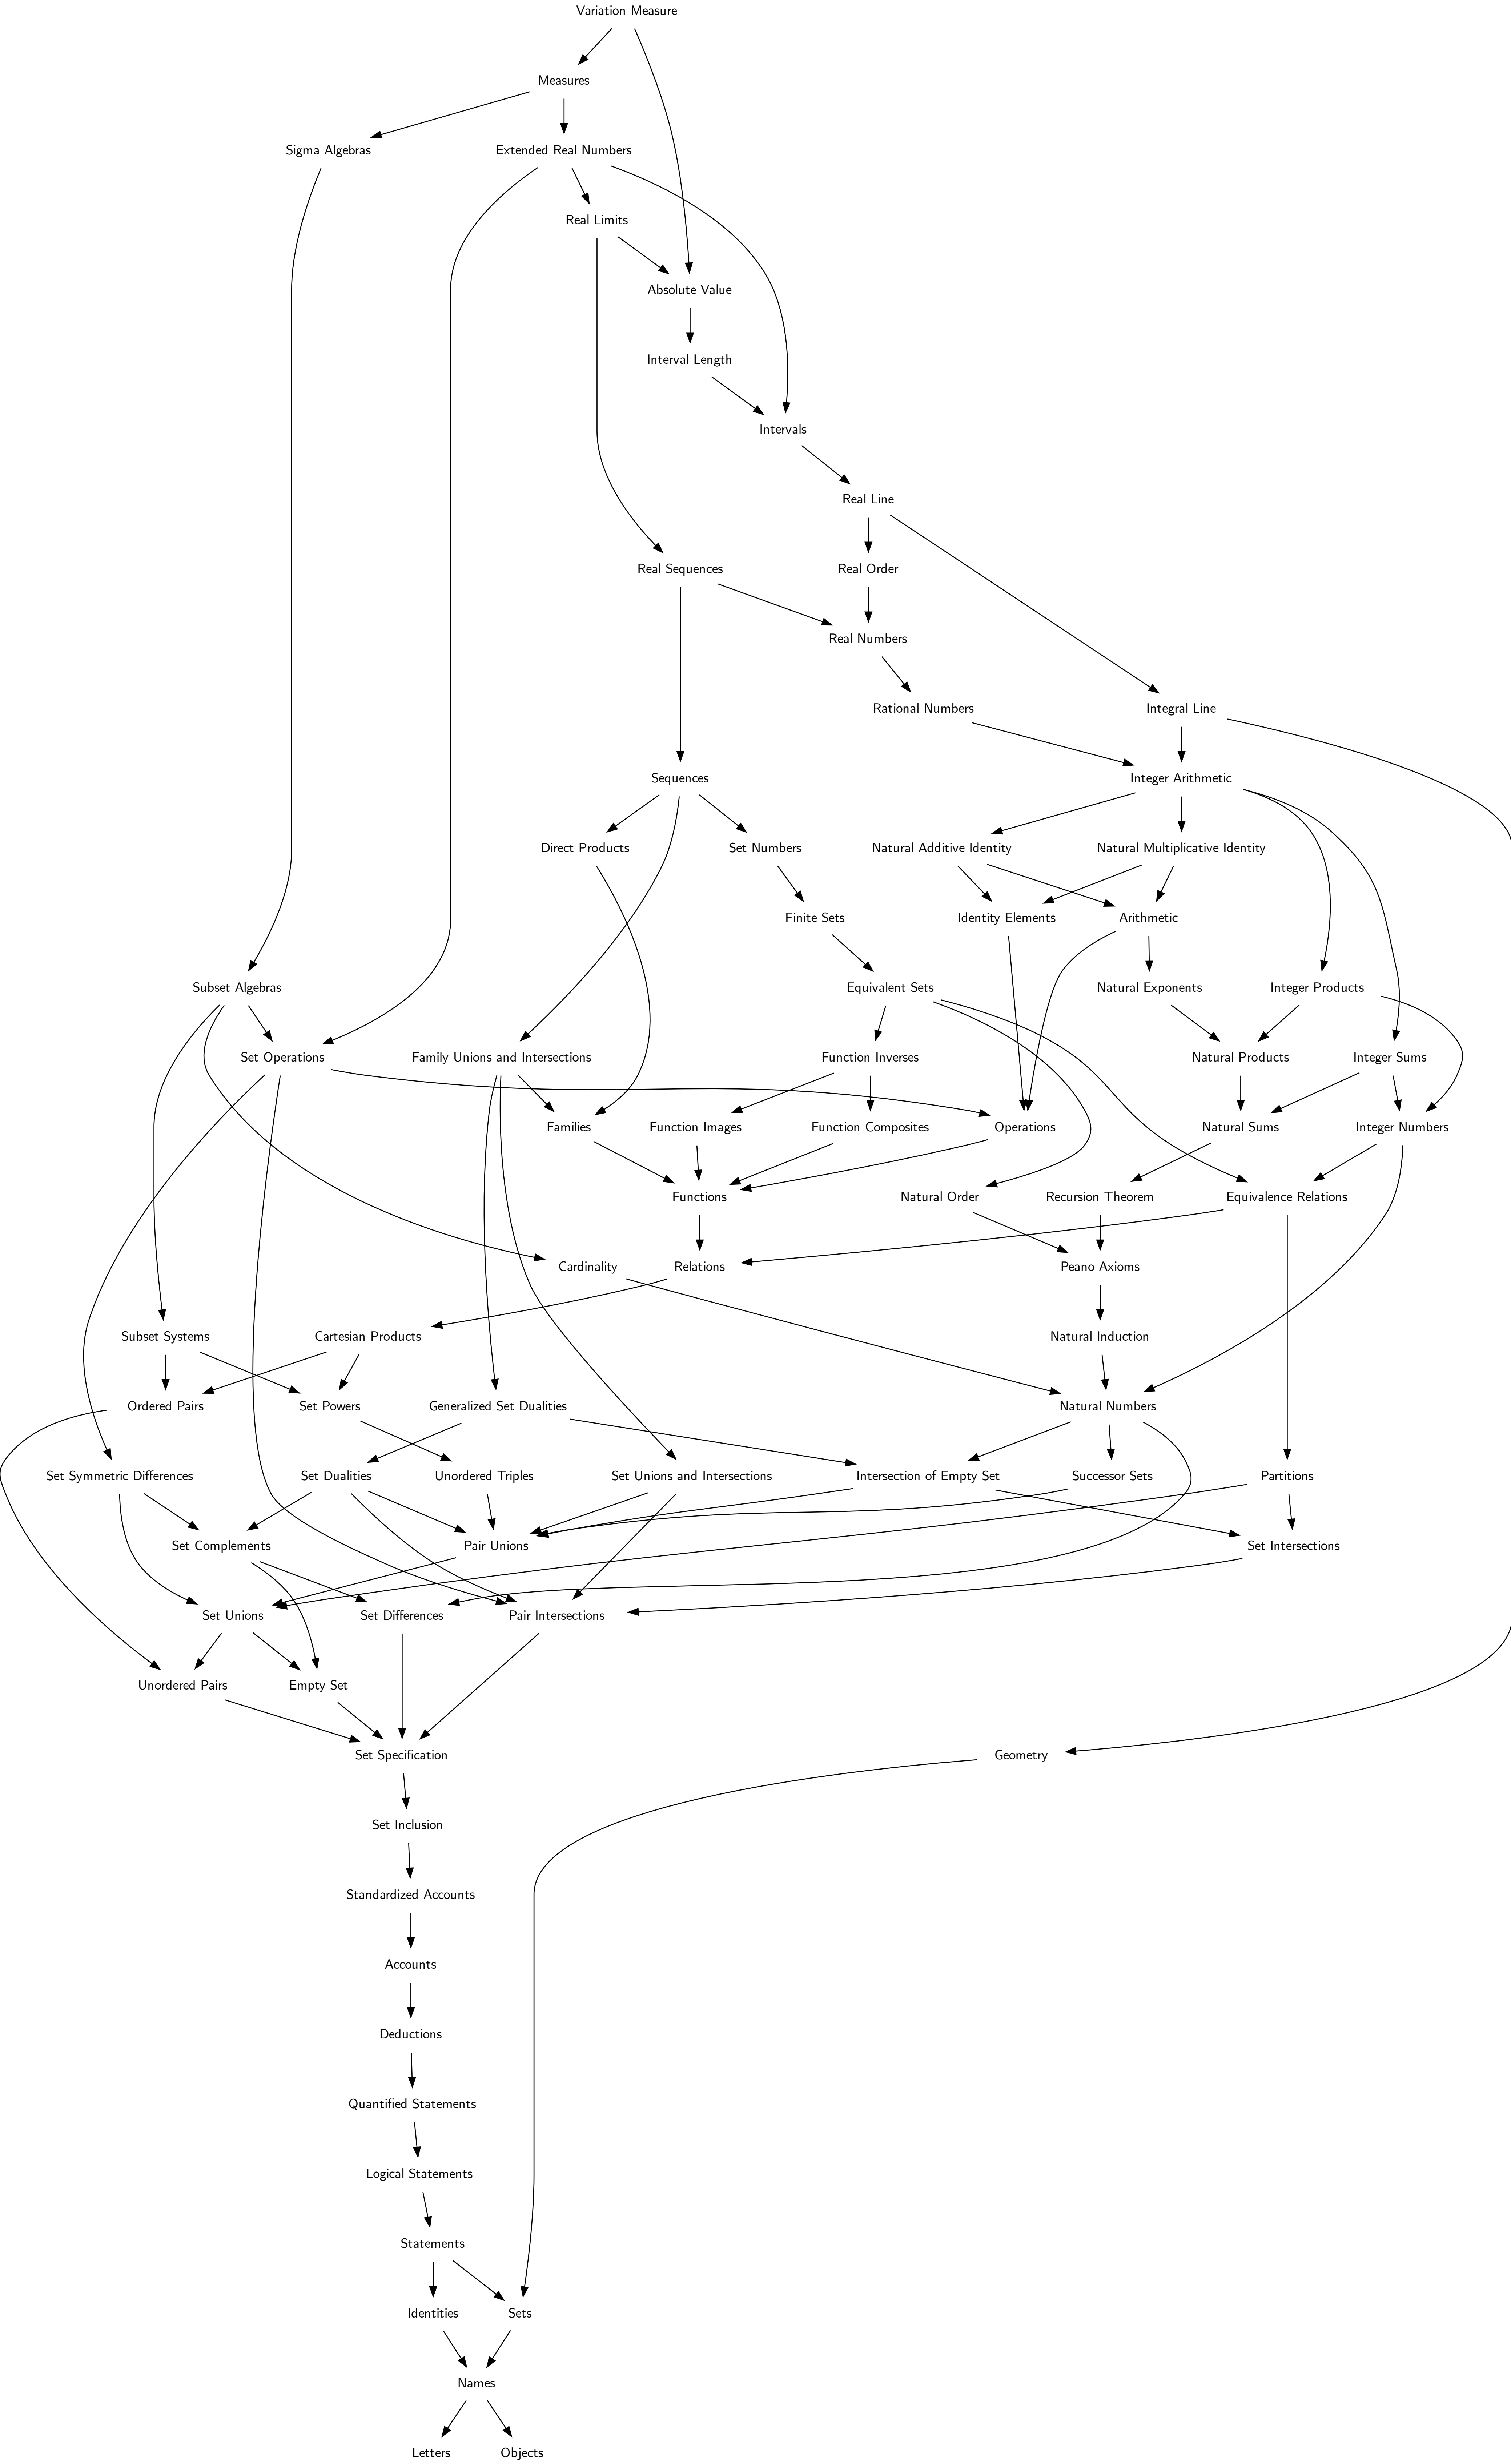 Variation Measure
Measures
Sigma Algebras
Extended Real Numbers
Real Limits
Absolute Value
Interval Length
Intervals
Real Line
Real Sequences
Real Order
Real Numbers
Rational Numbers
Integral Line
Sequences
Integer Arithmetic
Direct Products
Set Numbers
Natural Additive Identity
Natural Multiplicative Identity
Finite Sets
Identity Elements
Arithmetic
Subset Algebras
Equivalent Sets
Natural Exponents
Integer Products
Set Operations
Family Unions and Intersections
Function Inverses
Natural Products
Integer Sums
Families
Function Images
Function Composites
Operations
Natural Sums
Integer Numbers
Functions
Natural Order
Recursion Theorem
Equivalence Relations
Cardinality
Relations
Peano Axioms
Subset Systems
Cartesian Products
Natural Induction
Ordered Pairs
Set Powers
Generalized Set Dualities
Natural Numbers
Set Symmetric Differences
Set Dualities
Unordered Triples
Set Unions and Intersections
Intersection of Empty Set
Successor Sets
Partitions
Set Complements
Pair Unions
Set Intersections
Set Unions
Set Differences
Pair Intersections
Unordered Pairs
Empty Set
Set Specification
Geometry
Set Inclusion
Standardized Accounts
Accounts
Deductions
Quantified Statements
Logical Statements
Statements
Identities
Sets
Names
Letters
Objects